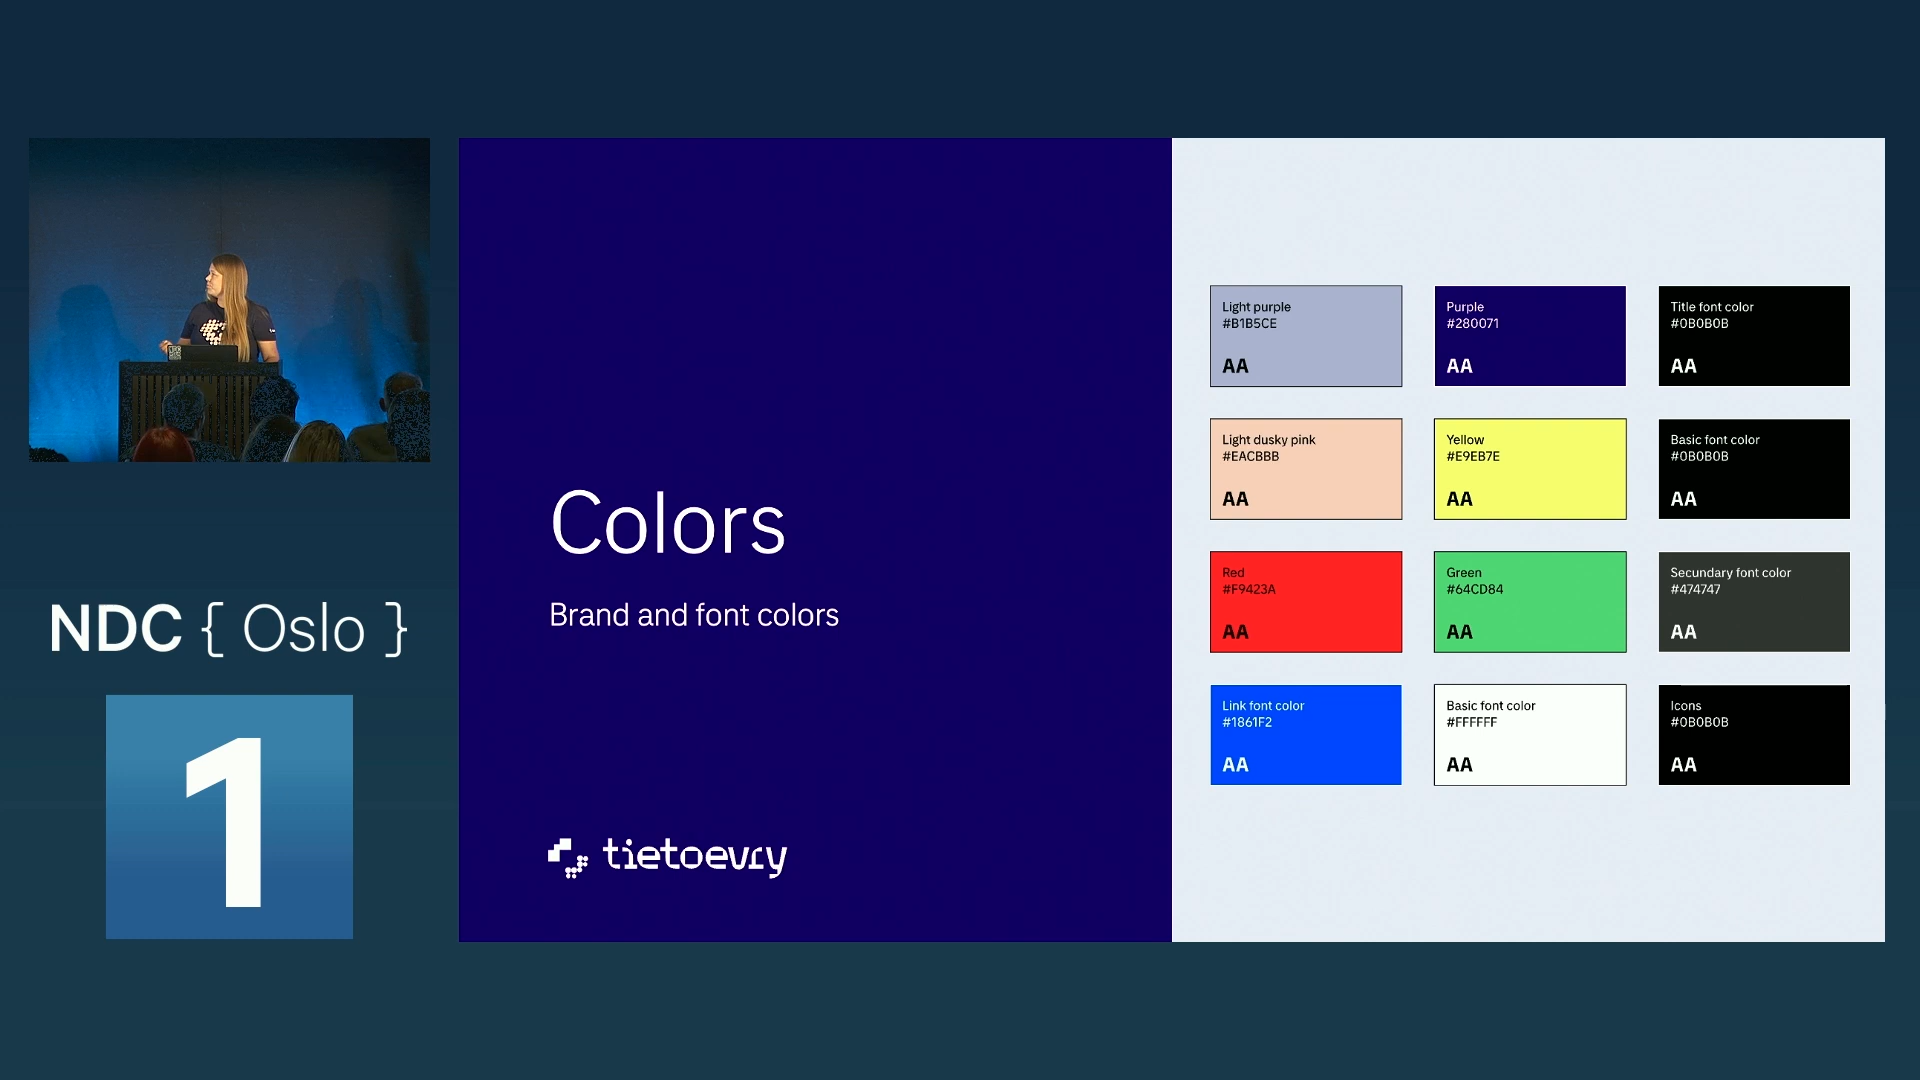 NDC { Oslo }
1
Colors
Brand and font colors
tietoevry
Light purple
#B1B5CE
AA
Purple
#280071
AA
Title font color
#0B0B0B
AA
Light dusky pink
#EACBBB
AA
Yellow
#E9EB7E
AA
Basic font color
#0B0B0B
AA
Red
#F9423A
AA
Green
#64CD84
AA
Secundary font color
#474747
AA
Link font color
#1861F2
AA
Basic font color
#FFFFFF
AA
Icons
#0B0B0B
AA